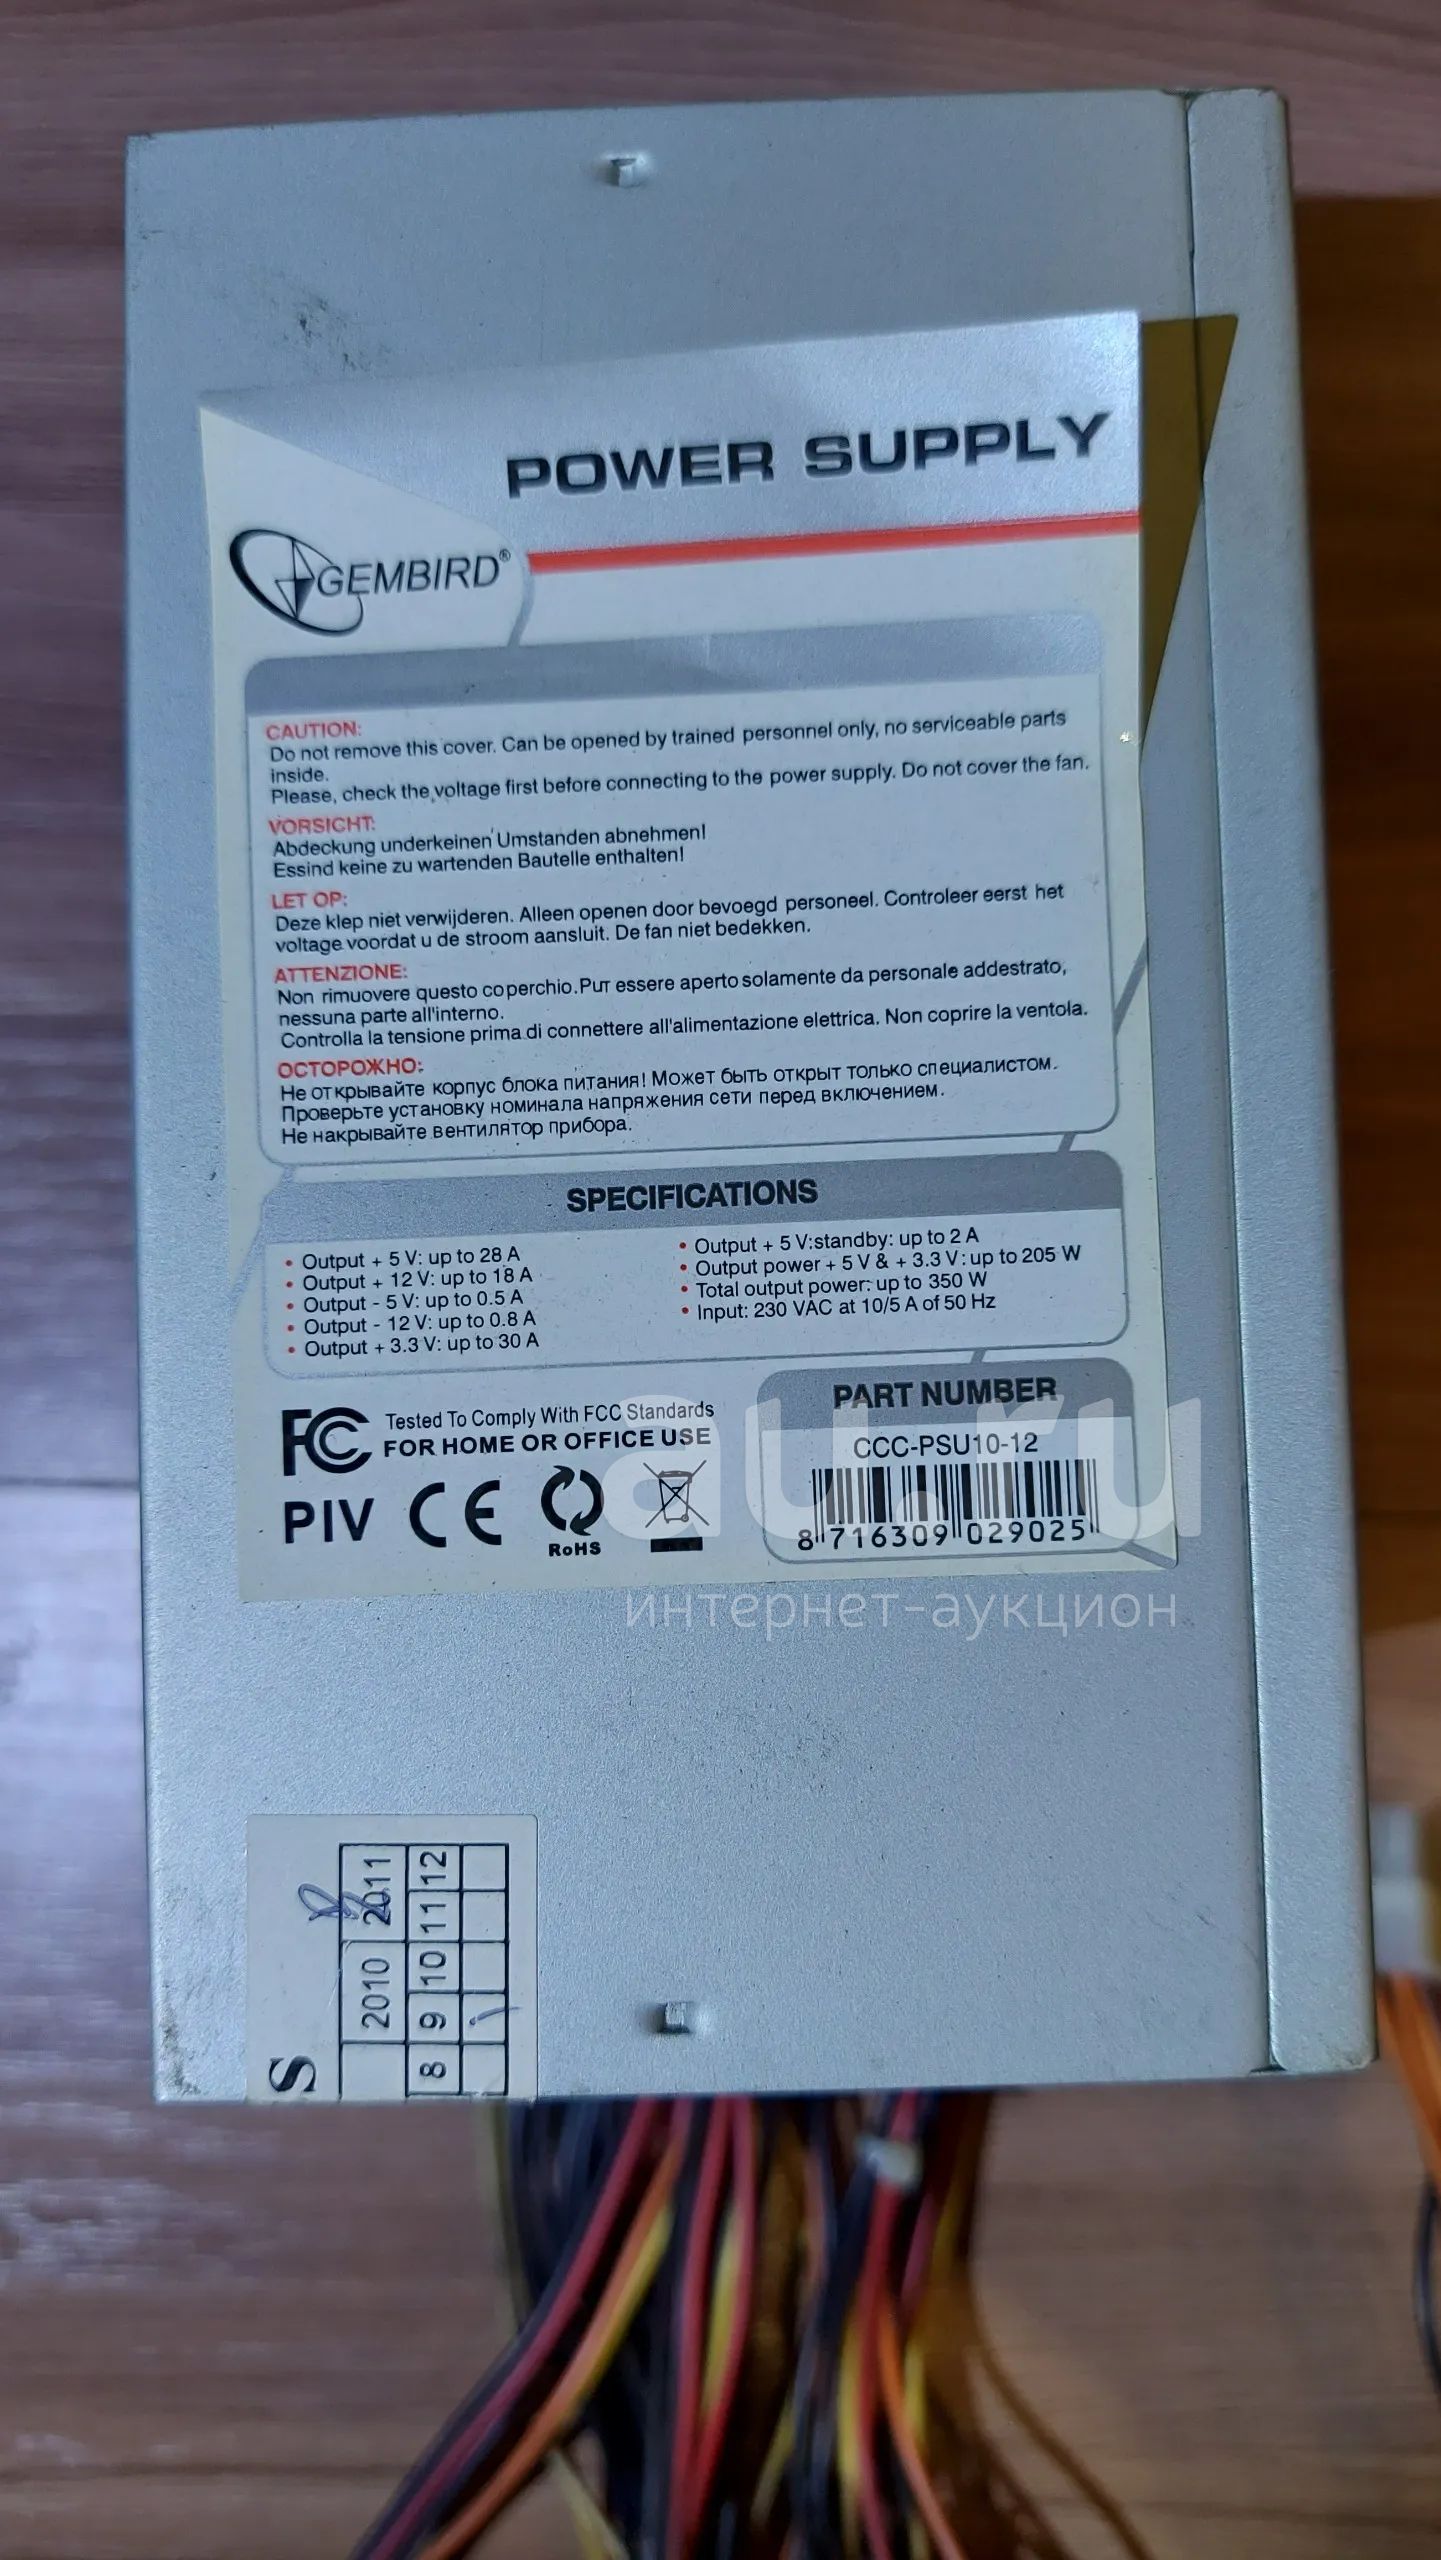 POWER SUPPLY
GEMBIRD®
CAUTION:
Do not remove this cover. Can be opened by trained personnel only, no serviceable parts
inside.
Please, check the voltage first before connecting to the power supply. Do not cover the fan.
VORSICHT:
Abdeckung underkeinen Umstanden abnehmen!
Essind keine zu wartenden Bautelle enthalten!
LET OP:
Deze klep niet verwijderen. Alleen openen door bevoegd personeel. Controleer eerst het
voltage voordat u de stroom aansluit. De fan niet bedekken.
ATTENZIONE:
Non rimuovere questo coperchio.Pur essere aperto solamente da personale addestrato,
nessuna parte all'interno.
Controlla la tensione prima di connettere all'alimentazione elettrica. Non coprire la ventola.
ОСТОРОЖНО:
Не открывайте корпус блока питания! Может быть открыт только специалистом.
Проверьте установку номинала напряжения сети перед включением.
Не накрывайте вентилятор прибора.
SPECIFICATIONS
• Output + 5 V: up to 28 A
• Output + 12 V: up to 18 A
• Output - 5 V: up to 0.5 A
• Output - 12 V: up to 0.8 A
• Output + 3.3 V: up to 30 A
• Output + 5 V:standby: up to 2 A
• Output power + 5 V & + 3.3 V: up to 205 W
• Total output power: up to 350 W
• Input: 230 VAC at 10/5 A of 50 Hz
FC Tested To Comply With FCC Standards
FOR HOME OR OFFICE USE
PIV CE RoHS
PART NUMBER
CCC-PSU10-12
8 716309 029025
au.ru
интернет-аукцион
S
2010 2011
8 9 10 11 12